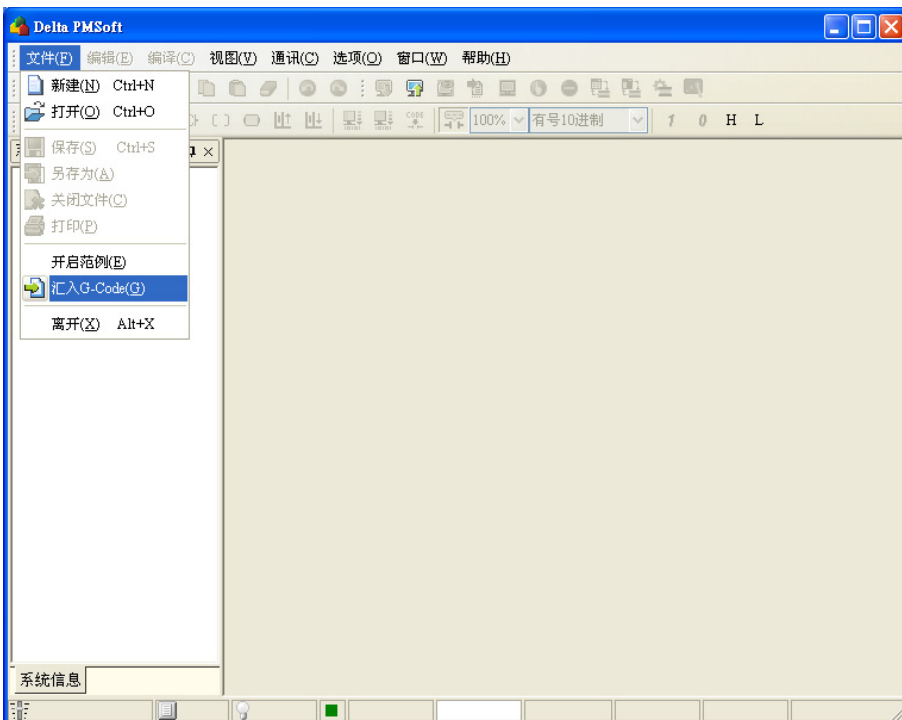 Delta PMSoft
文件(F) 编辑(E) 编译(C) 视图(V) 通讯(C) 选项(O) 窗口(W) 帮助(H)
新建(N) Ctrl+N
打开(O) Ctrl+O
CODE 100% 有号10进制 1 0 H L
保存(S) Ctrl+S
另存为(A)
关闭文件(C)
打印(P)
开启范例(E)
汇入G-Code(G)
离开(X) Alt+X
系统信息